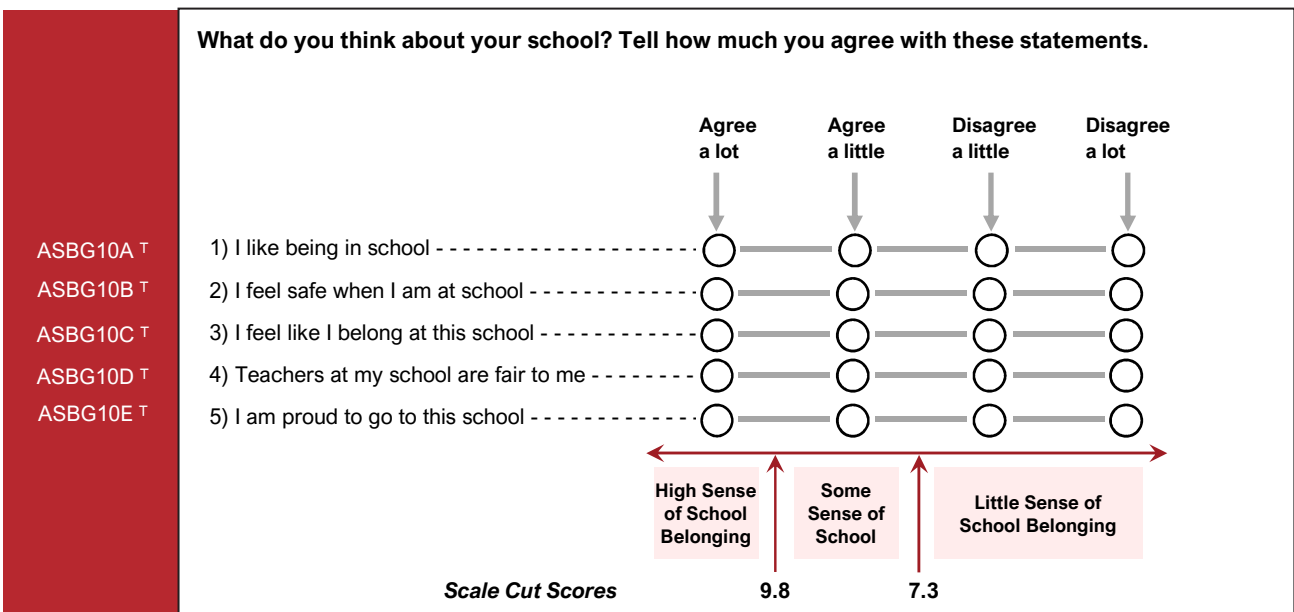 What do you think about your school? Tell how much you agree with these statements.
Agree a lot
Agree a little
Disagree a little
Disagree a lot
ASBG10A ᵀ 1) I like being in school
ASBG10B ᵀ 2) I feel safe when I am at school
ASBG10C ᵀ 3) I feel like I belong at this school
ASBG10D ᵀ 4) Teachers at my school are fair to me
ASBG10E ᵀ 5) I am proud to go to this school
High Sense of School Belonging
Some Sense of School
Little Sense of School Belonging
Scale Cut Scores 9.8 7.3